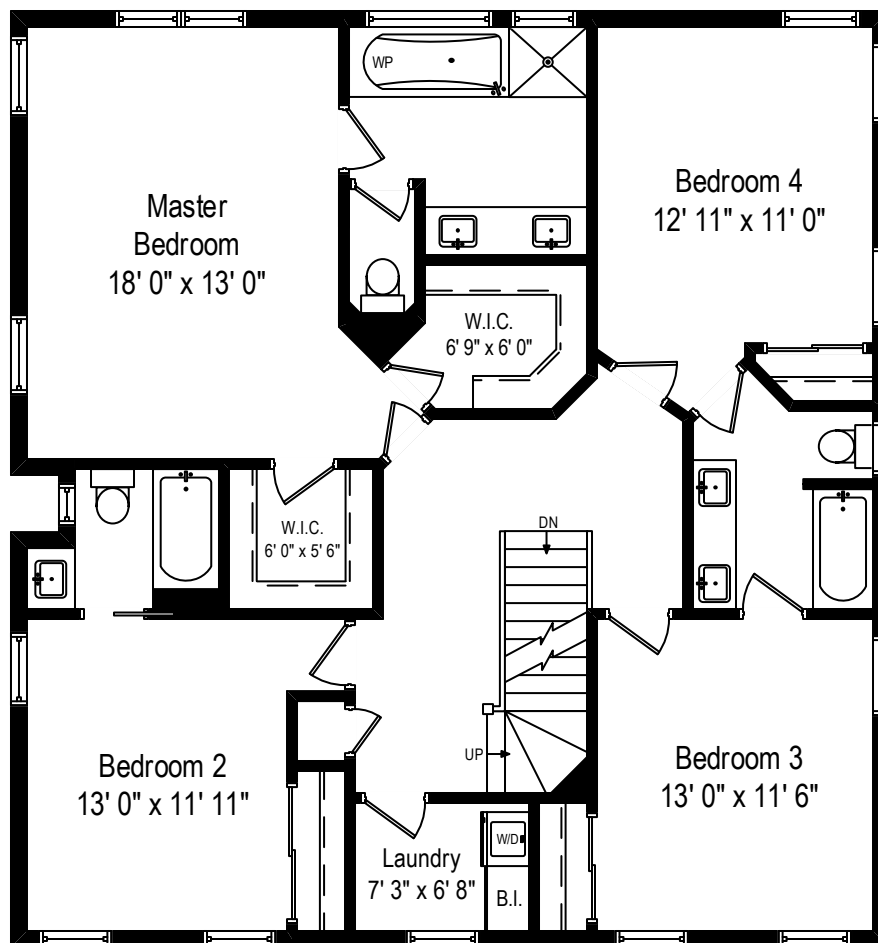 WP
Master
Bedroom
18' 0" x 13' 0"
Bedroom 4
12' 11" x 11' 0"
W.I.C.
6' 9" x 6' 0"
W.I.C.
6' 0" x 5' 6"
DN
UP
Bedroom 2
13' 0" x 11' 11"
Bedroom 3
13' 0" x 11' 6"
Laundry
7' 3" x 6' 8"
W/D
B.I.